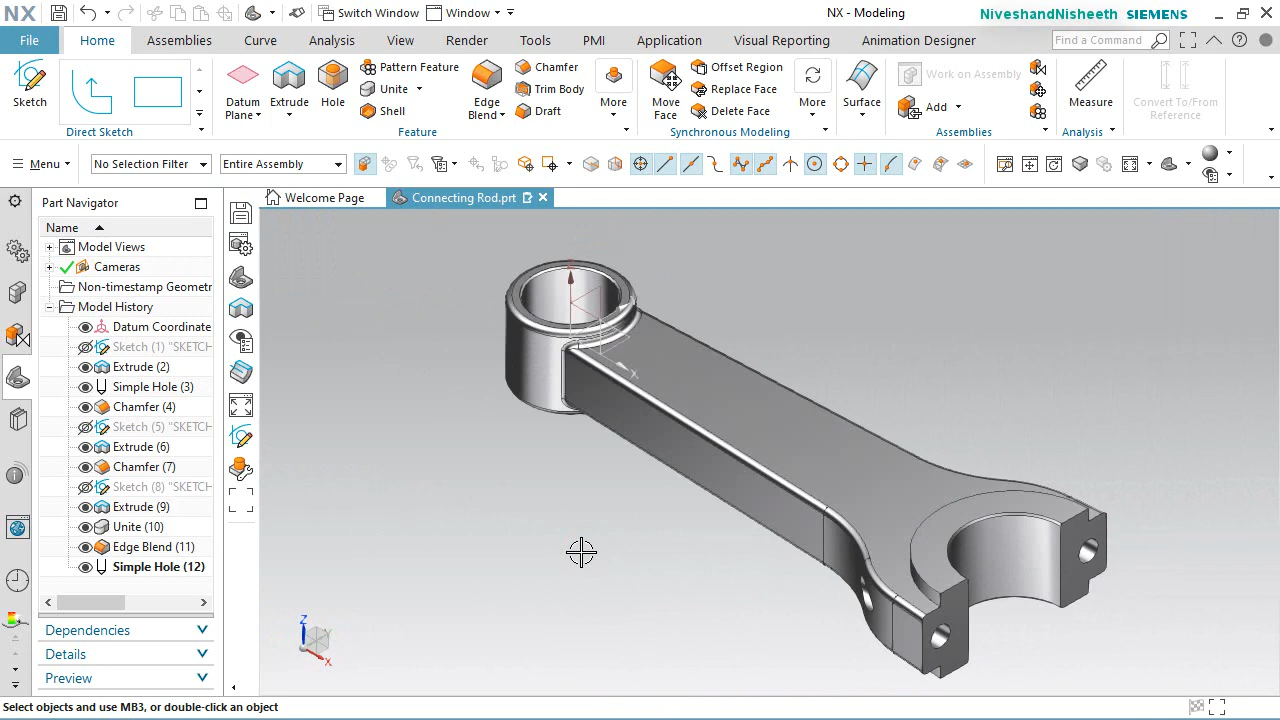 NX
Switch Window
Window
NX - Modeling
NiveshandNisheeth SIEMENS
File
Home
Assemblies
Curve
Analysis
View
Render
Tools
PMI
Application
Visual Reporting
Animation Designer
Find a Command
Sketch
Direct Sketch
Datum Plane
Extrude
Hole
Pattern Feature
Unite
Shell
Edge Blend
Chamfer
Trim Body
Draft
More
Feature
Move Face
Offset Region
Replace Face
Delete Face
More
Synchronous Modeling
Surface
Work on Assembly
Add
Assemblies
Measure
Analysis
Convert To/From Reference
Menu
No Selection Filter
Entire Assembly
Part Navigator
Welcome Page
Connecting Rod.prt
Name
Model Views
Cameras
Non-timestamp Geometr
Model History
Datum Coordinate
Sketch (1) "SKETCH
Extrude (2)
Simple Hole (3)
Chamfer (4)
Sketch (5) "SKETCH
Extrude (6)
Chamfer (7)
Sketch (8) "SKETCH
Extrude (9)
Unite (10)
Edge Blend (11)
Simple Hole (12)
Dependencies
Details
Preview
X
Z
X
Select objects and use MB3, or double-click an object